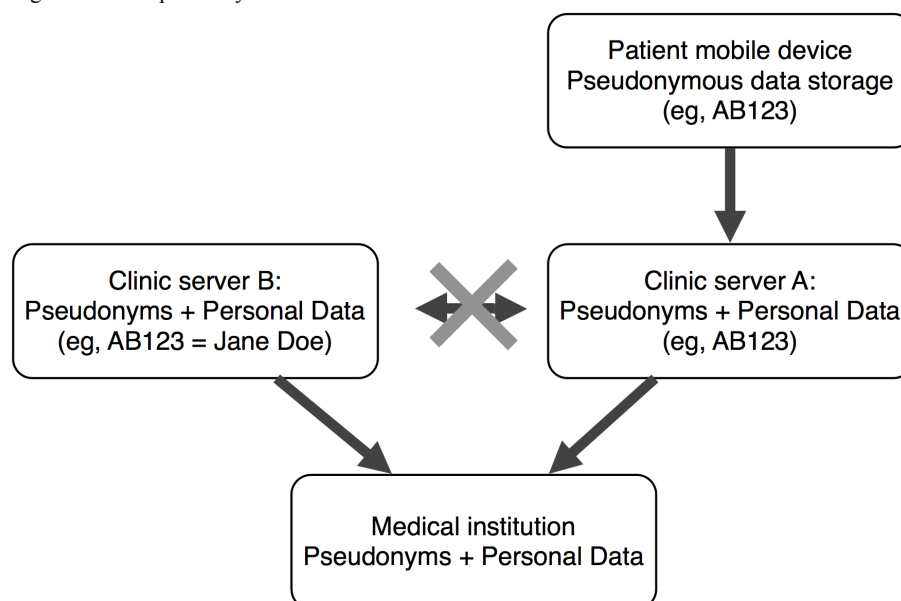 Patient mobile device
Pseudonymous data storage
(eg, AB123)
Clinic server B:
Pseudonyms + Personal Data
(eg, AB123 = Jane Doe)
Clinic server A:
Pseudonyms + Personal Data
(eg, AB123)
Medical institution
Pseudonyms + Personal Data